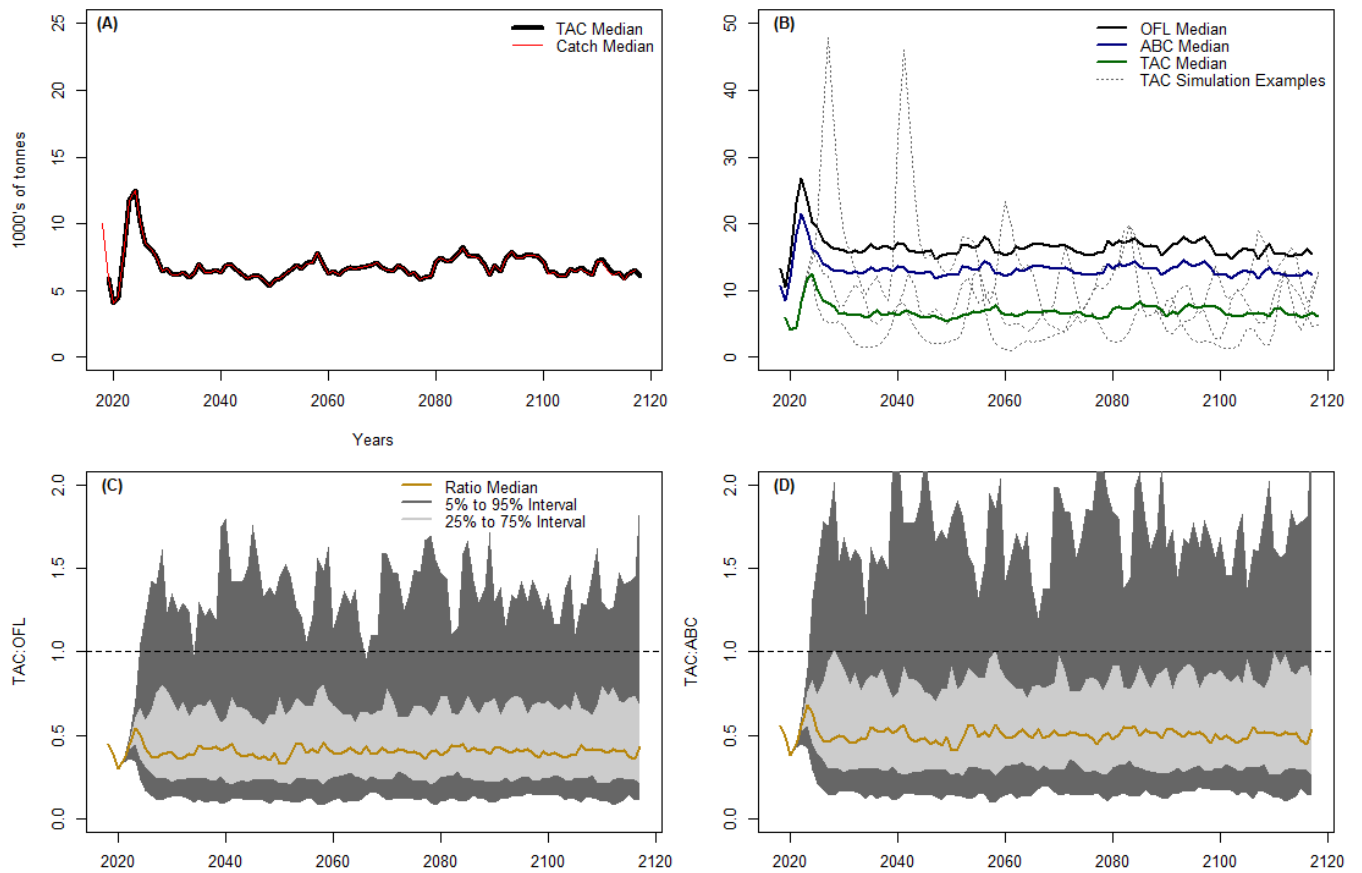 (A)
TAC Median
Catch Median
25
20
15
10
5
0
1000's of tonnes
2020 2040 2060 2080 2100 2120
Years
(B)
OFL Median
ABC Median
TAC Median
TAC Simulation Examples
50
40
30
20
10
0
2020 2040 2060 2080 2100 2120
(C)
Ratio Median
5% to 95% Interval
25% to 75% Interval
2.0
1.5
1.0
0.5
0.0
TAC:OFL
2020 2040 2060 2080 2100 2120
(D)
2.0
1.5
1.0
0.5
0.0
TAC:ABC
2020 2040 2060 2080 2100 2120